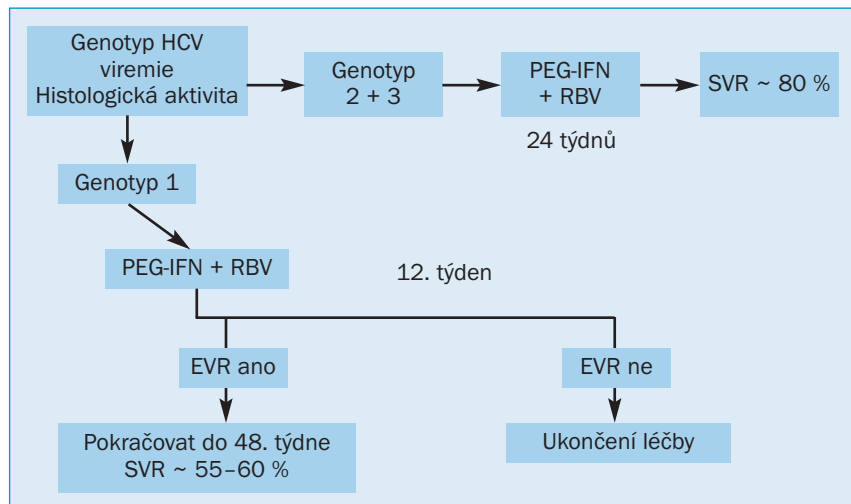 Genotyp HCV
viremie
Histologická aktivita
Genotyp
2 + 3
PEG-IFN
+ RBV
SVR ~ 80 %
24 týdnů
Genotyp 1
PEG-IFN + RBV
12. týden
EVR ano
EVR ne
Pokračovat do 48. týdne
SVR ~ 55–60 %
Ukončení léčby